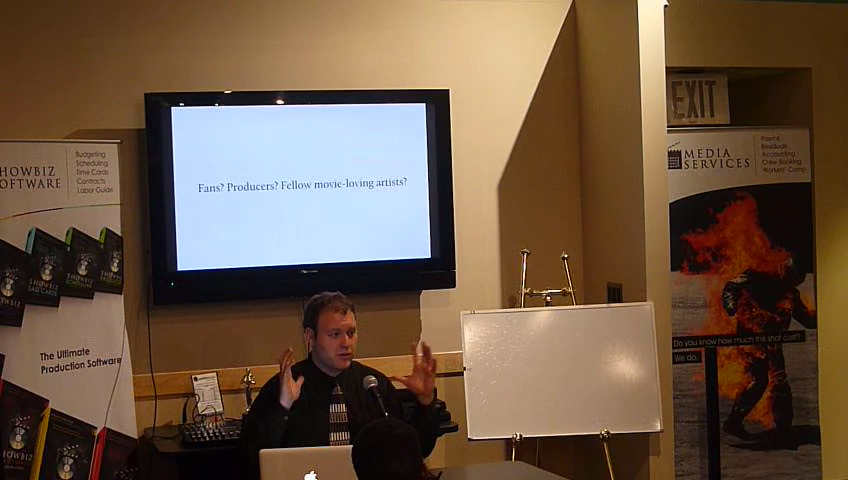 Fans? Producers? Fellow movie-loving artists?
HOWBIZ
OFTWARE
Budgeting
Scheduling
Time Cards
Contracts
Labor Guide
The Ultimate
Production Software
EXIT
MEDIA
SERVICES
Payroll
Residuals
Accounting
Crew Booking
Workers' Comp
Do you know how much this shot cost?
We do.